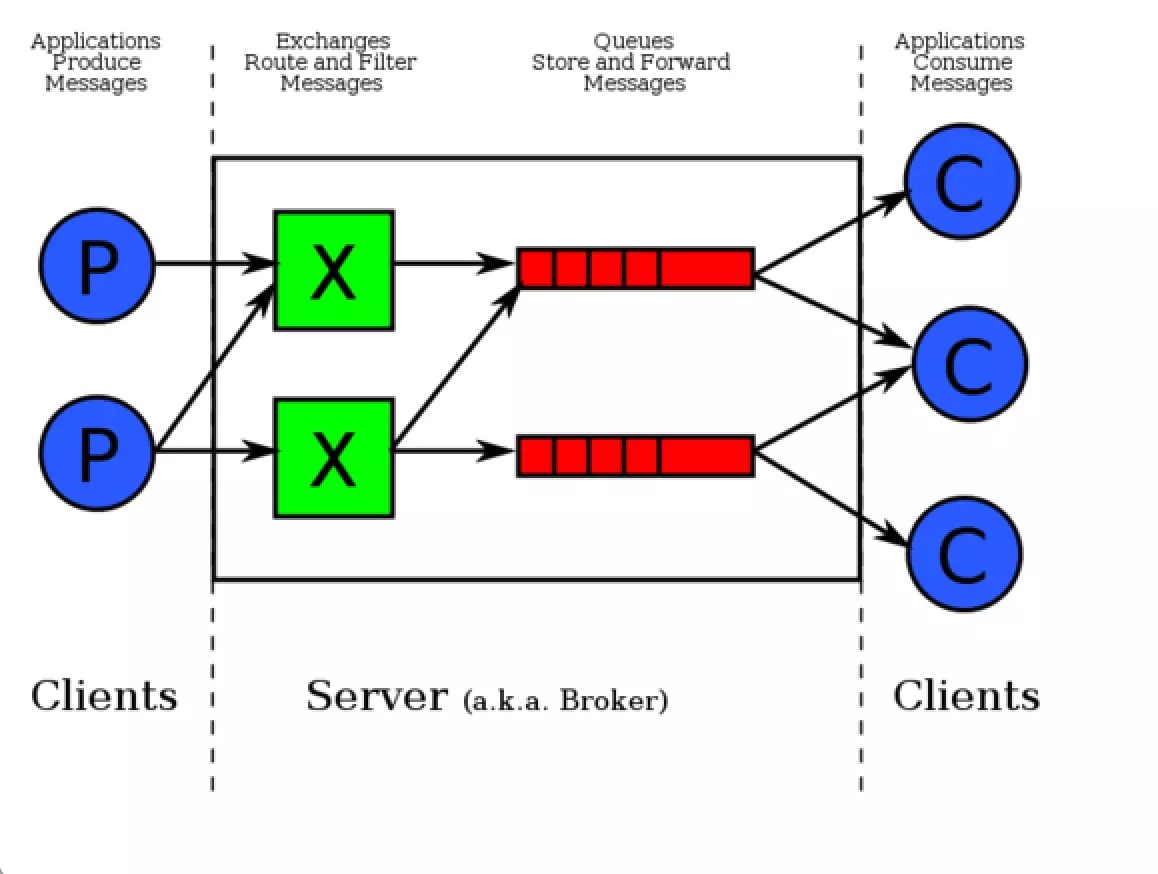 Applications
Produce
Messages
Exchanges
Route and Filter
Messages
Queues
Store and Forward
Messages
Applications
Consume
Messages
P
X
C
C
P
X
C
Clients
Server (a.k.a. Broker)
Clients